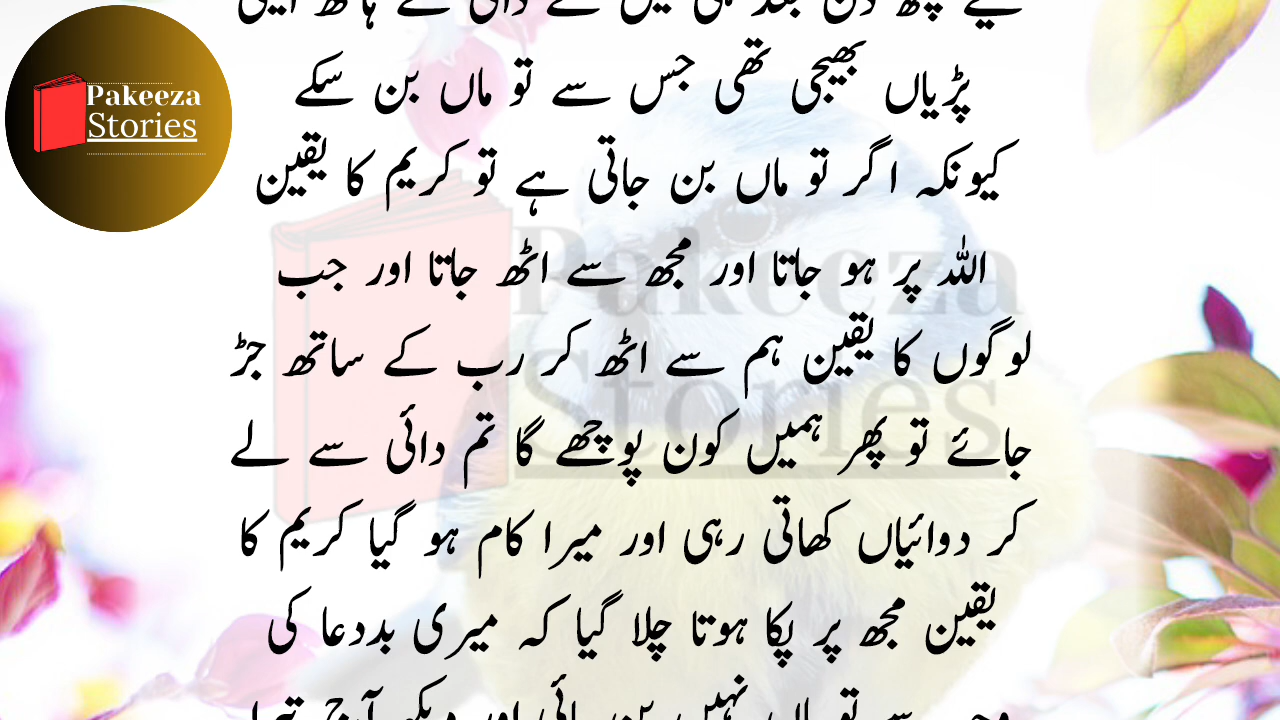 Pakeeza
Stories
پڑیاں بھیجی تھی جس سے تو ماں بن سکے
کیونکہ اگر تو ماں بن جاتی ہے تو کریم کا یقین
اللہ پر ہو جاتا اور مجھ سے اٹھ جاتا اور جب
لوگوں کا یقین ہم سے اٹھ کر رب کے ساتھ جڑ
جائے تو پھر ہمیں کون پوچھے گا تم دائی سے لے
کر دوائیاں کھاتی رہی اور میرا کام ہو گیا کریم کا
یقین مجھ پر پکا ہوتا چلا گیا کہ میری بددعا کی
Pakeeza
Stories